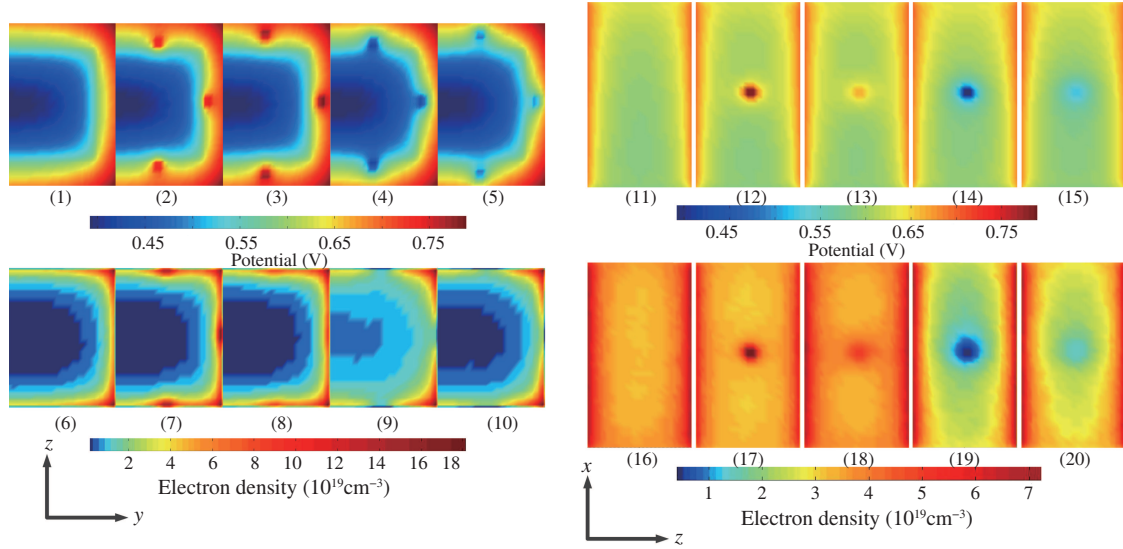 (1) (2) (3) (4) (5)
0.45 0.55 0.65 0.75
Potential (V)
(6) (7) (8) (9) (10)
2 4 6 8 10 12 14 16 18
Electron density (10¹⁹cm⁻³)
z
y
(11) (12) (13) (14) (15)
0.45 0.55 0.65 0.75
Potential (V)
(16) (17) (18) (19) (20)
1 2 3 4 5 6 7
Electron density (10¹⁹cm⁻³)
x
z